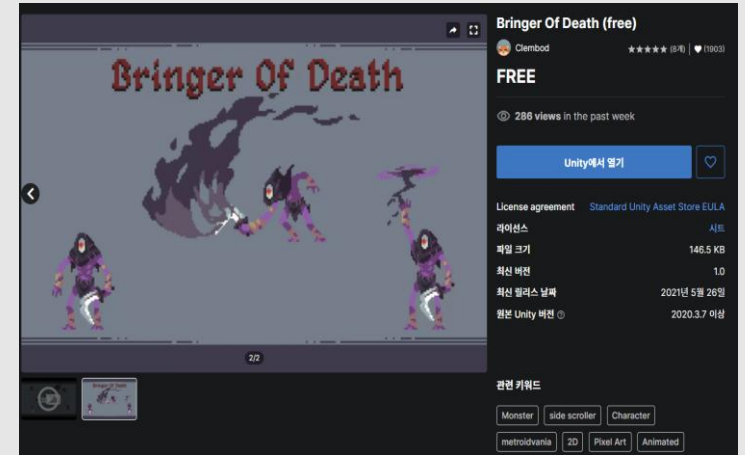 Bringer Of Death
2/2
Bringer Of Death (free)
Clembod
★★★★★ (8개) | ♥ (1903)
FREE
286 views in the past week
Unity에서 열기
License agreement Standard Unity Asset Store EULA
라이선스 시트
파일 크기 146.5 KB
최신 버전 1.0
최신 릴리스 날짜 2021년 5월 26일
원본 Unity 버전 2020.3.7 이상
관련 키워드
Monster side scroller Character
metroidvania 2D Pixel Art Animated